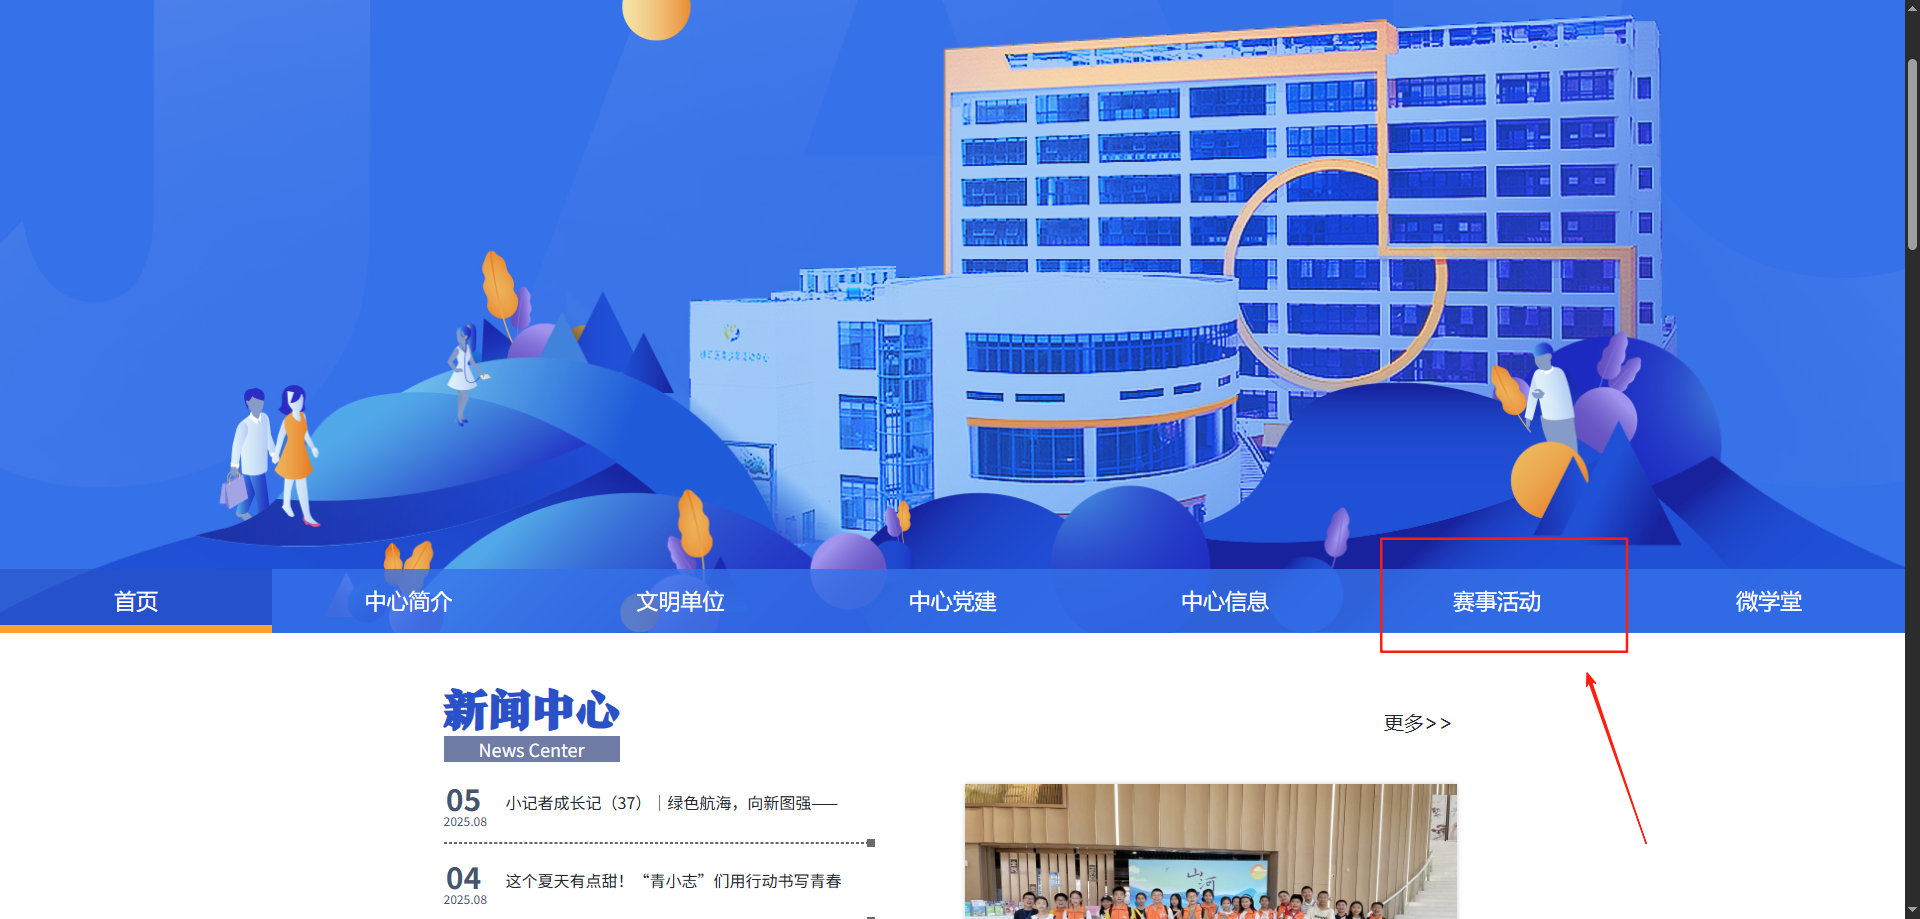 首页
中心简介
文明单位
中心党建
中心信息
赛事活动
微学堂
新闻中心
News Center
更多>>
05
2025.08
小记者成长记（37）｜绿色航海，向新图强——
04
2025.08
这个夏天有点甜！“青小志”们用行动书写青春
山河